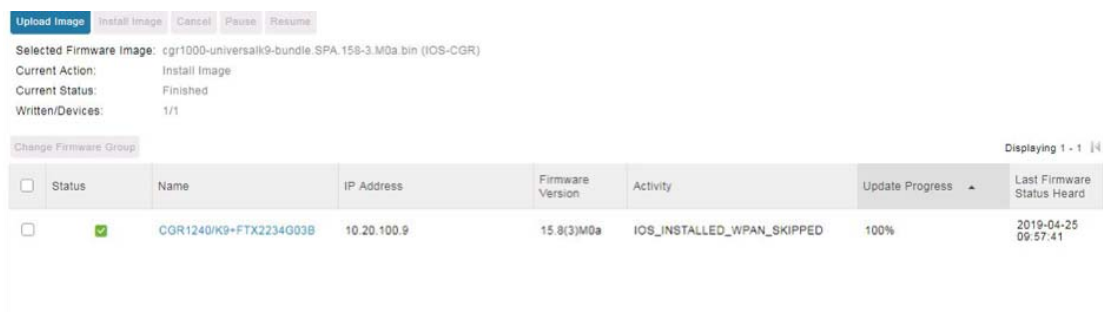 Upload Image Install Image Cancel Pause Resume
Selected Firmware Image: cgr1000-universalk9-bundle.SPA.158-3.M0a.bin (IOS-CGR)
Current Action: Install Image
Current Status: Finished
Written/Devices: 1/1
Change Firmware Group Displaying 1 - 1
Status Name IP Address Firmware Version Activity Update Progress Last Firmware Status Heard
CGR1240/K9+FTX2234G03B 10.20.100.9 15.8(3)M0a IOS_INSTALLED_WPAN_SKIPPED 100% 2019-04-25 09:57:41